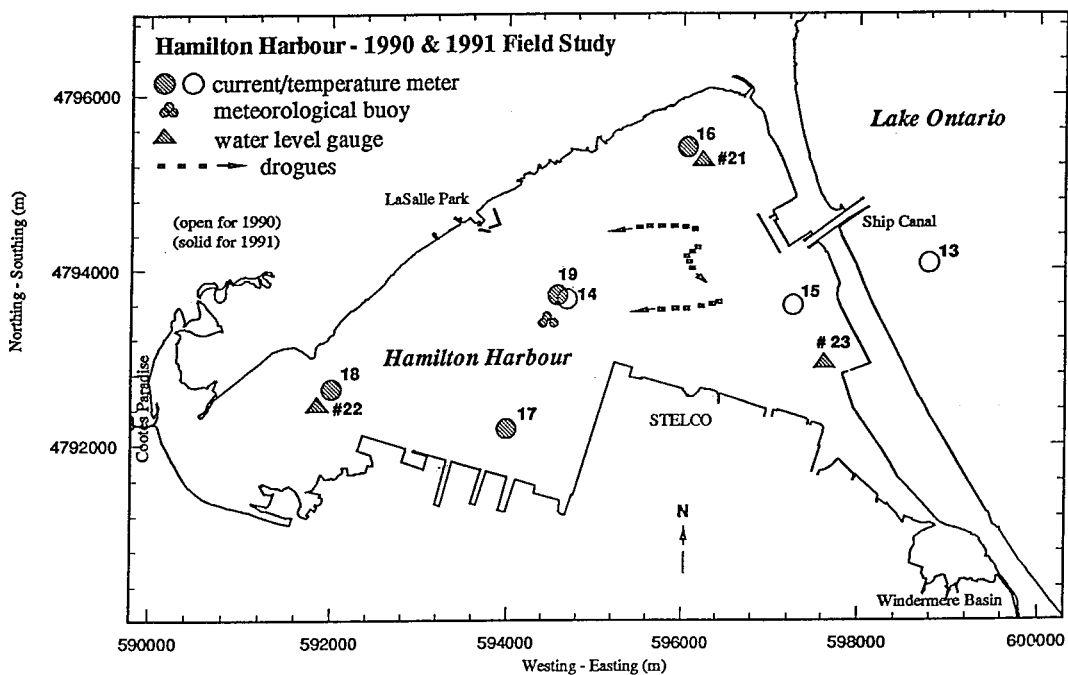 Hamilton Harbour - 1990 & 1991 Field Study
current/temperature meter
meteorological buoy
water level gauge
drogues
(open for 1990)
(solid for 1991)
LaSalle Park
16
#21
Lake Ontario
Ship Canal
13
19
14
15
# 23
Hamilton Harbour
18
#22
17
STELCO
Cootes Paradise
N
Windermere Basin
4796000
4794000
4792000
Northing - Southing (m)
590000 592000 594000 596000 598000 600000
Westing - Easting (m)